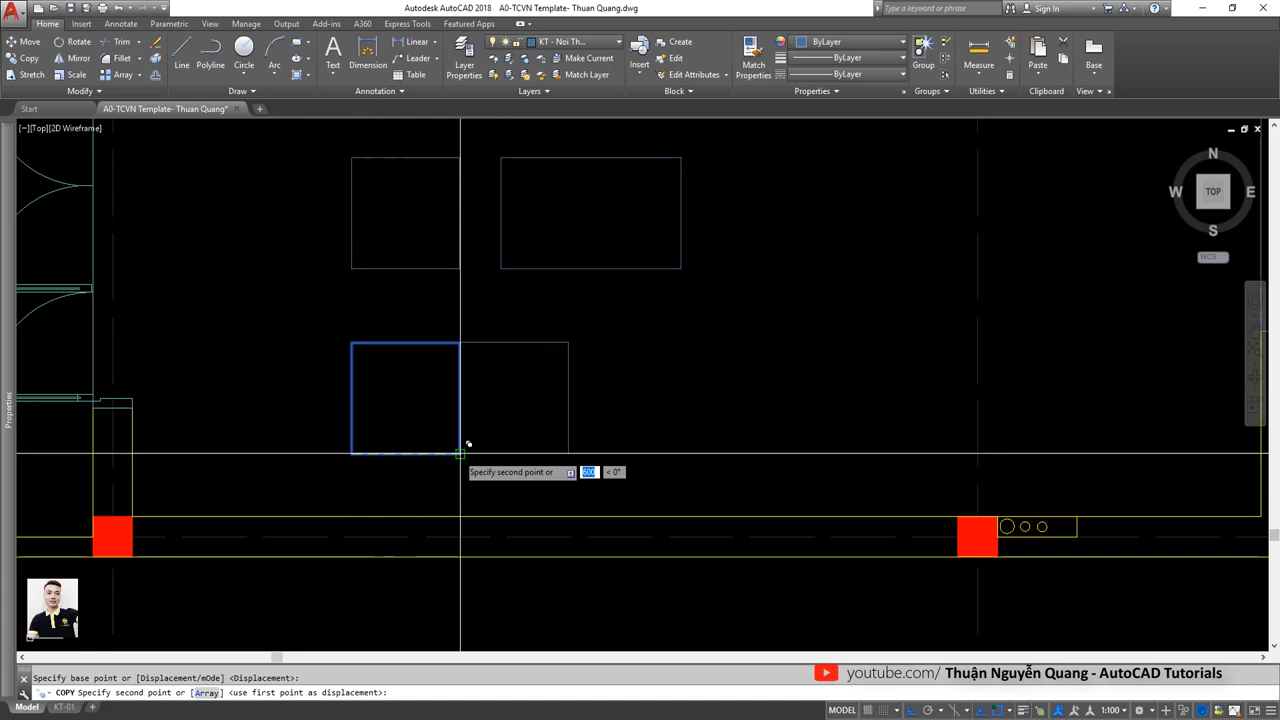 Autodesk AutoCAD 2018 A0-TCVN Template- Thuan Quang.dwg
Type a keyword or phrase
Sign In
Home Insert Annotate Parametric View Manage Output Add-ins A360 Express Tools Featured Apps
Move Rotate Trim
Copy Mirror Fillet
Stretch Scale Array
Modify
Line Polyline Circle Arc
Draw
Text Dimension
Linear
Leader
Table
Annotation
Layer Properties
KT - Noi Th...
Make Current
Match Layer
Layers
Insert
Create
Edit
Edit Attributes
Block
Match Properties
ByLayer
ByLayer
ByLayer
Properties
Group
Groups
Measure
Utilities
Paste
Clipboard
Base
View
Start A0-TCVN Template- Thuan Quang*
[−][Top][2D Wireframe]
N
W TOP E
S
WCS
Properties
Specify second point or 600 < 0°
Specify base point or [Displacement/mOde] <Displacement>:
COPY Specify second point or [Array] <use first point as displacement>:
youtube.com/ Thuận Nguyễn Quang - AutoCAD Tutorials
Model KT-01
MODEL 1:100